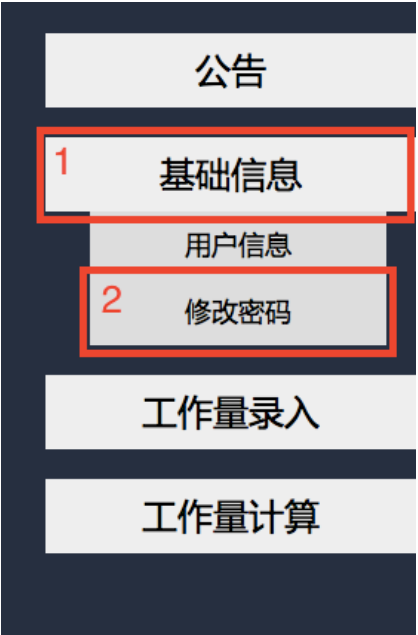 公告
1
基础信息
用户信息
2
修改密码
工作量录入
工作量计算